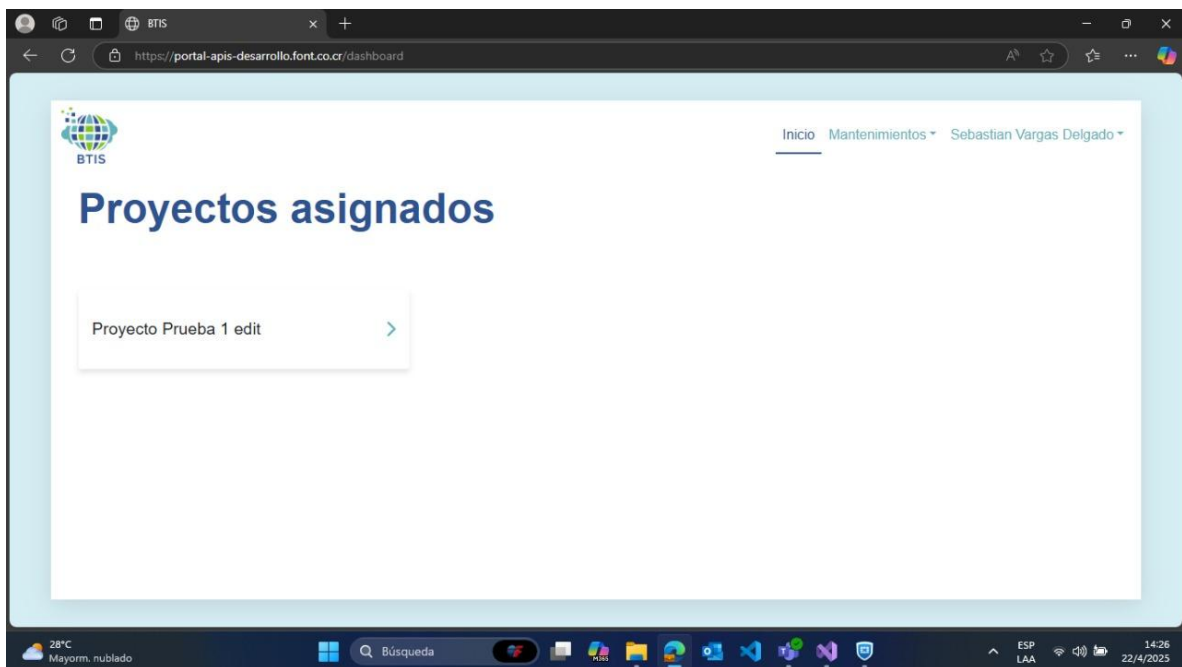 BTIS
https://portal-apis-desarrollo.font.co.cr/dashboard
BTIS
Inicio Mantenimientos Sebastian Vargas Delgado
Proyectos asignados
Proyecto Prueba 1 edit
28°C
Mayorm. nublado
Búsqueda
M365
ESP
LAA
14:26
22/4/2025